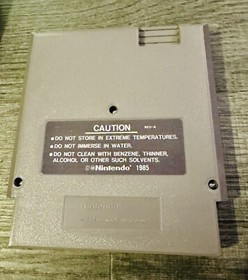 CAUTION
REV-A
● DO NOT STORE IN EXTREME TEMPERATURES.
● DO NOT IMMERSE IN WATER.
● DO NOT CLEAN WITH BENZENE, THINNER,
ALCOHOL OR OTHER SUCH SOLVENTS.
©®Nintendo® 1985